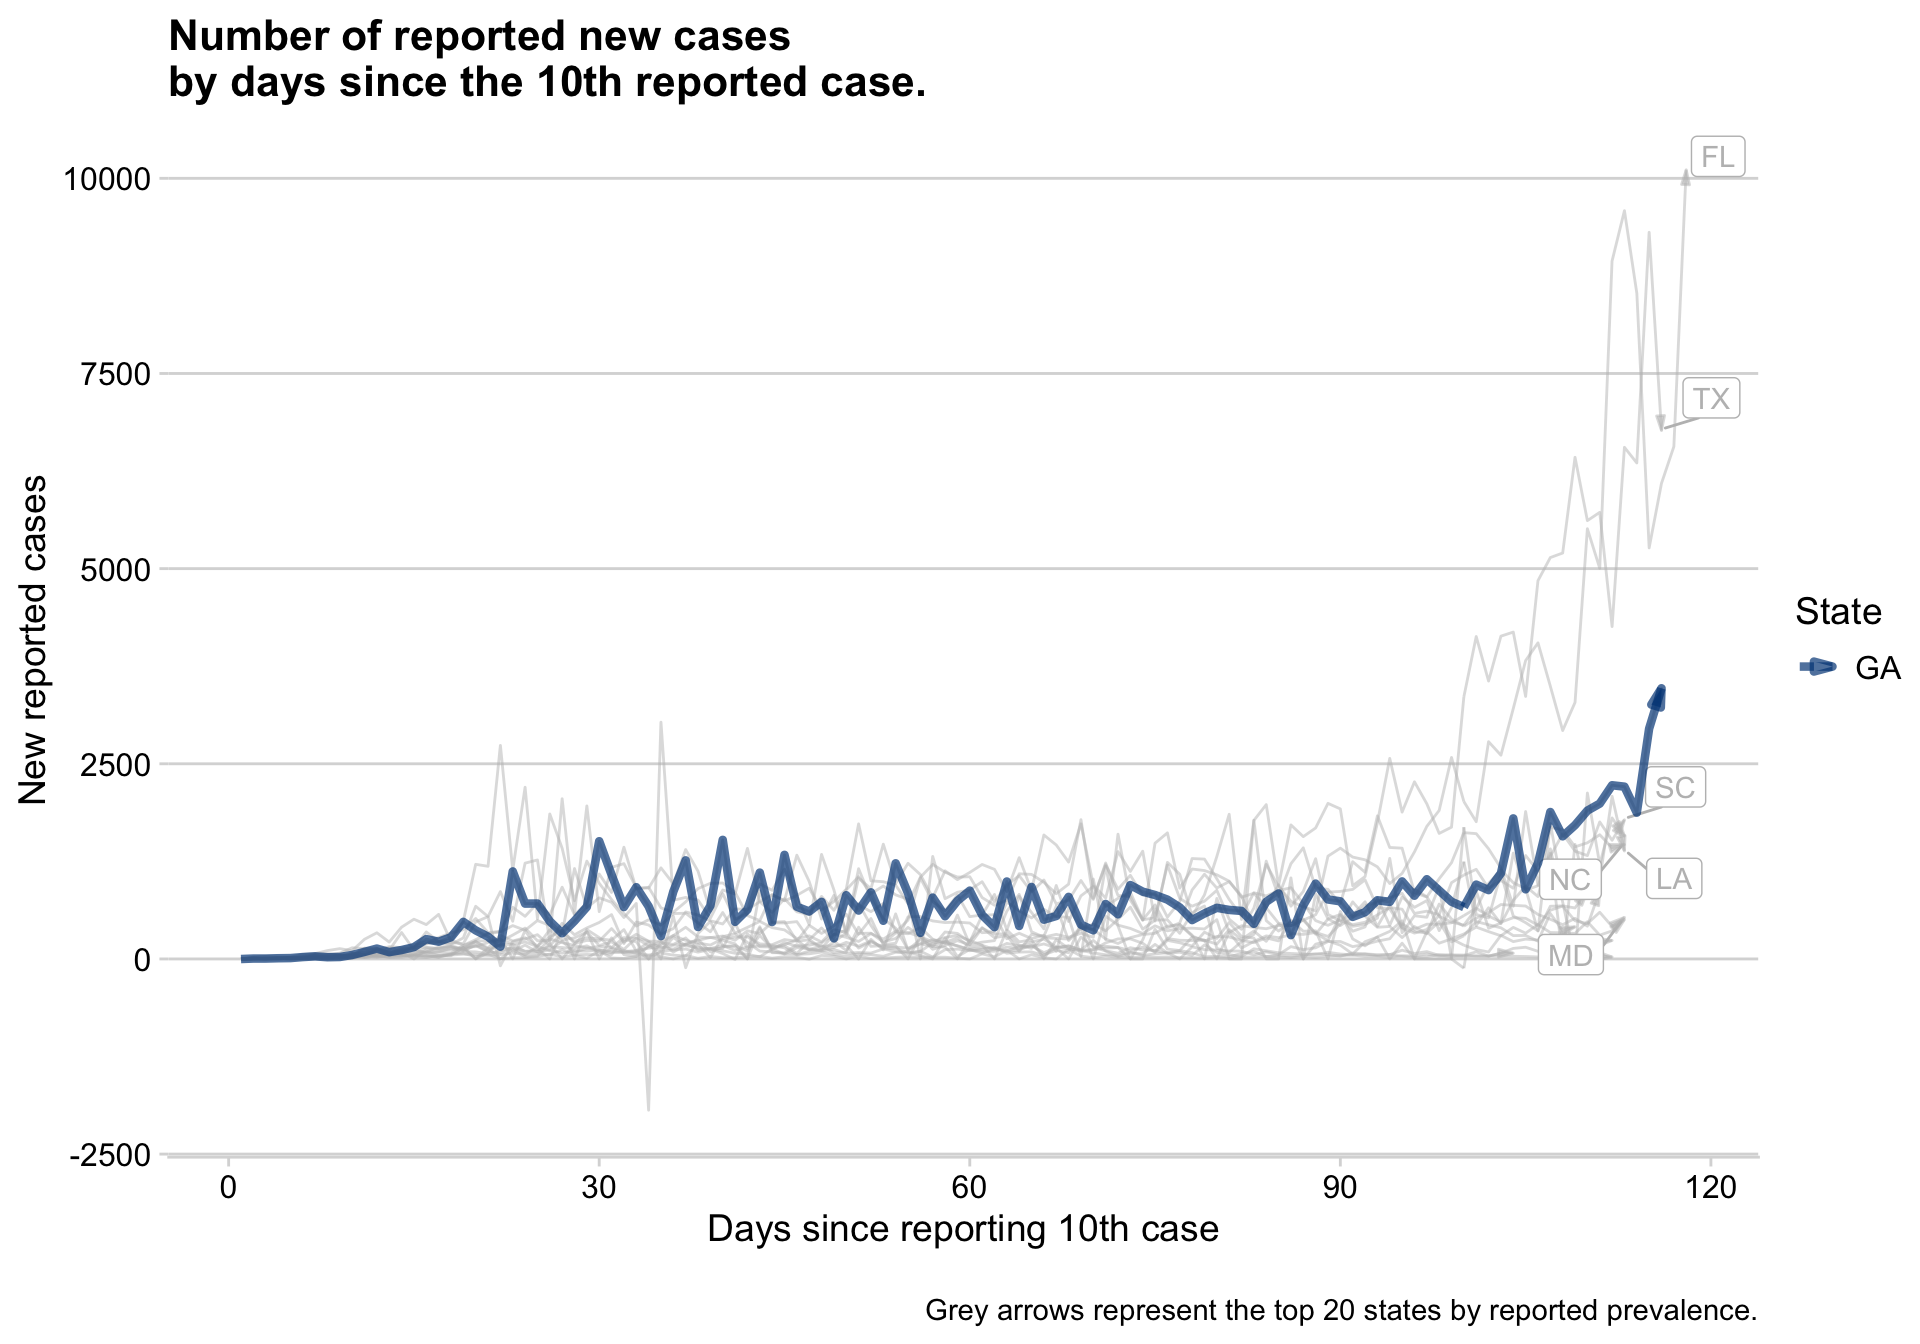 Number of reported new cases
by days since the 10th reported case.
New reported cases
10000
7500
5000
2500
0
-2500
FL
TX
SC
NC
LA
MD
State
GA
0 30 60 90 120
Days since reporting 10th case
Grey arrows represent the top 20 states by reported prevalence.